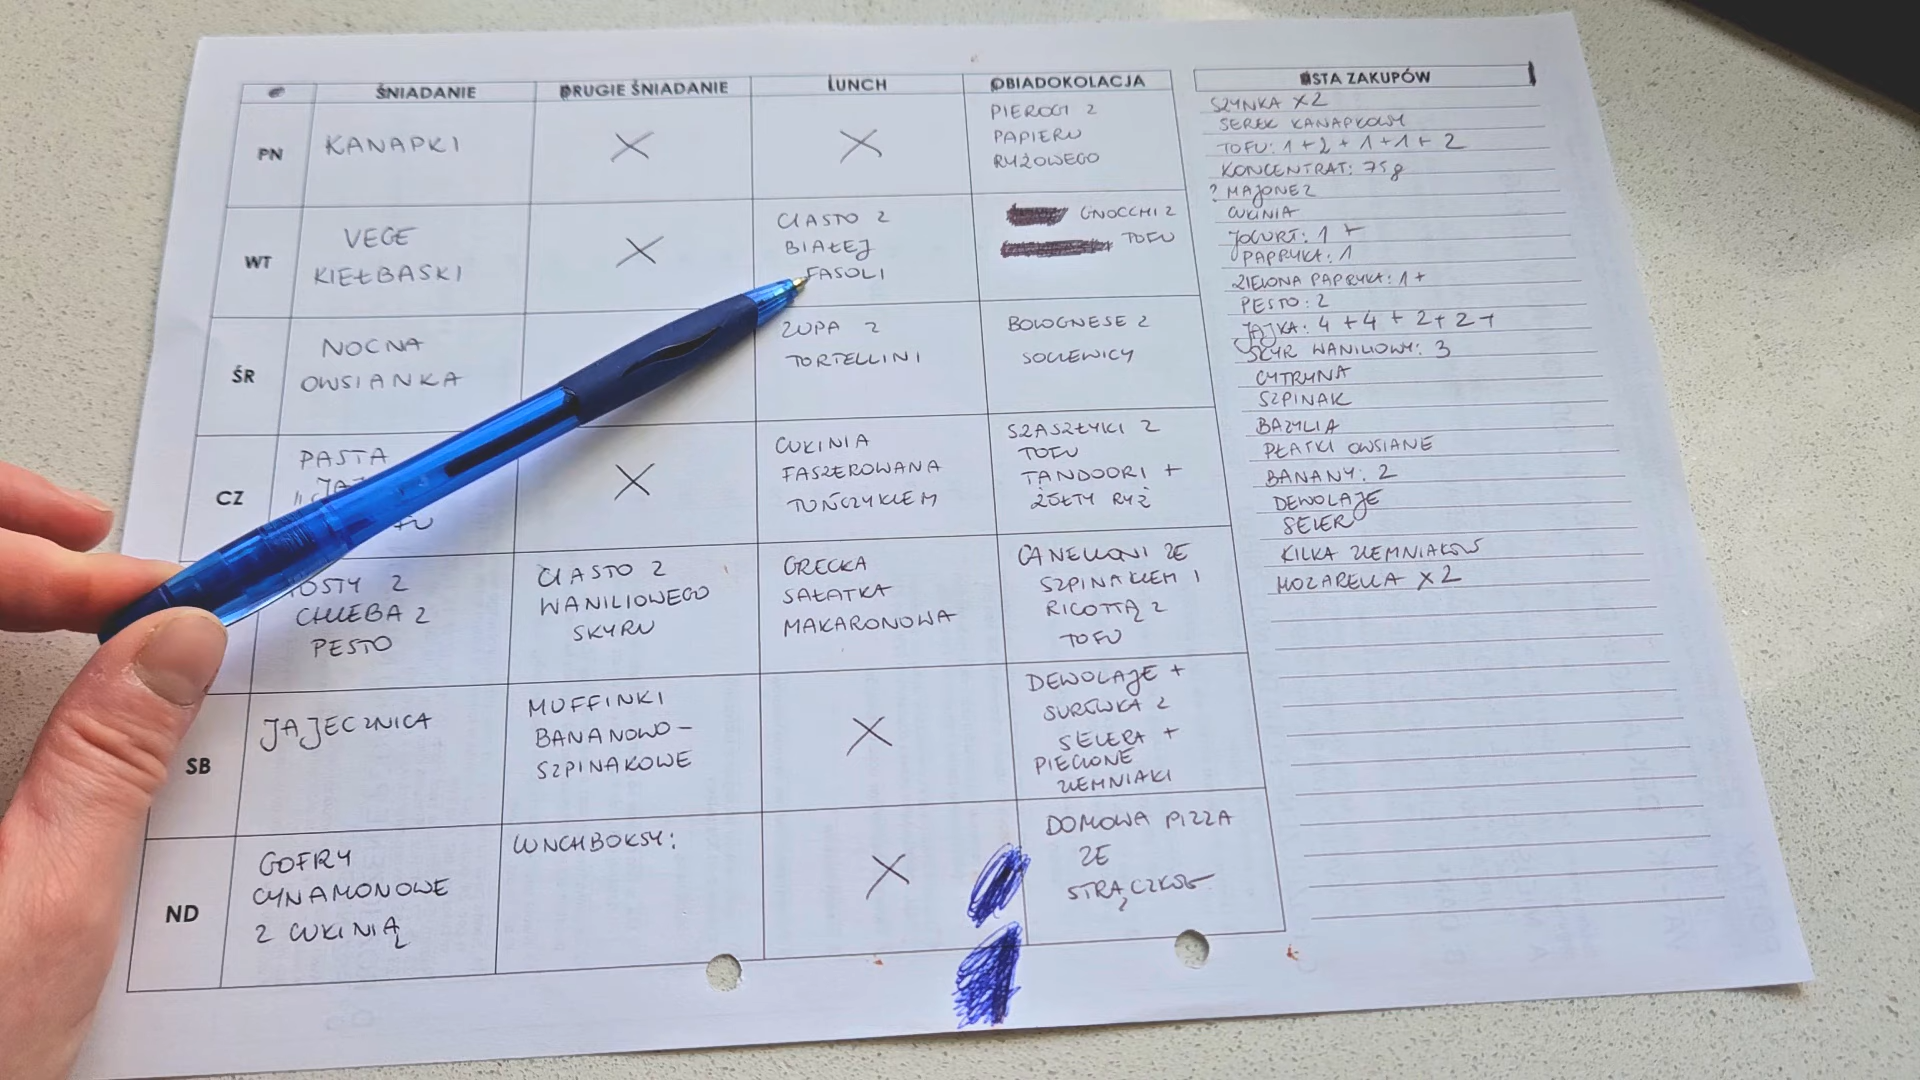 ŚNIADANIE
DRUGIE ŚNIADANIE
LUNCH
OBIADOKOLACJA
PN
KANAPKI
X
X
PIEROGI Z
PAPIERU
RYŻOWEGO
WT
VEGE
KIEŁBASKI
X
CIASTO Z
BIAŁEJ
FASOLI
GNOCCHI Z
TOFU
ŚR
NOCNA
OWSIANKA
ZUPA Z
TORTELLINI
BOLOGNESE Z
SOCZEWICY
CZ
PASTA
X
CUKINIA
FASZEROWANA
TUŃCZYKIEM
SZASZŁYKI Z
TOFU
TANDOORI +
ŻÓŁTY RYŻ
TOSTY Z
CHLEBA Z
PESTO
CIASTO Z
WANILIOWEGO
SKYRU
GRECKA
SAŁATKA
MAKARONOWA
CANELLONI ZE
SZPINAKIEM I
RICOTTĄ Z
TOFU
SB
JAJECZNICA
MUFFINKI
BANANOWO-
SZPINAKOWE
X
DEWOLAJE +
SURÓWKA Z
SELERA +
PIECZONE
ZIEMNIAKI
ND
GOFRY
CYNAMONOWE
Z CUKINIĄ
LUNCHBOKSY:
X
DOMOWA PIZZA
ZE
STRĄCZKÓW
LISTA ZAKUPÓW
SZYNKA X2
SEREK KANAPKOWY
TOFU: 1+2+1+1+2
KONCENTRAT: 75g
? MAJONEZ
CUKINIA
JOGURT: 1 +
PAPRYKA: 1
ZIELONA PAPRYKA: 1+
PESTO: 2
JAJKA: 4+4+2+2+
SKYR WANILIOWY: 3
CYTRYNA
SZPINAK
BAZYLIA
PŁATKI OWSIANE
BANANY: 2
DEWOLAJE
SELER
KILKA ZIEMNIAKÓW
MOZARELLA X2